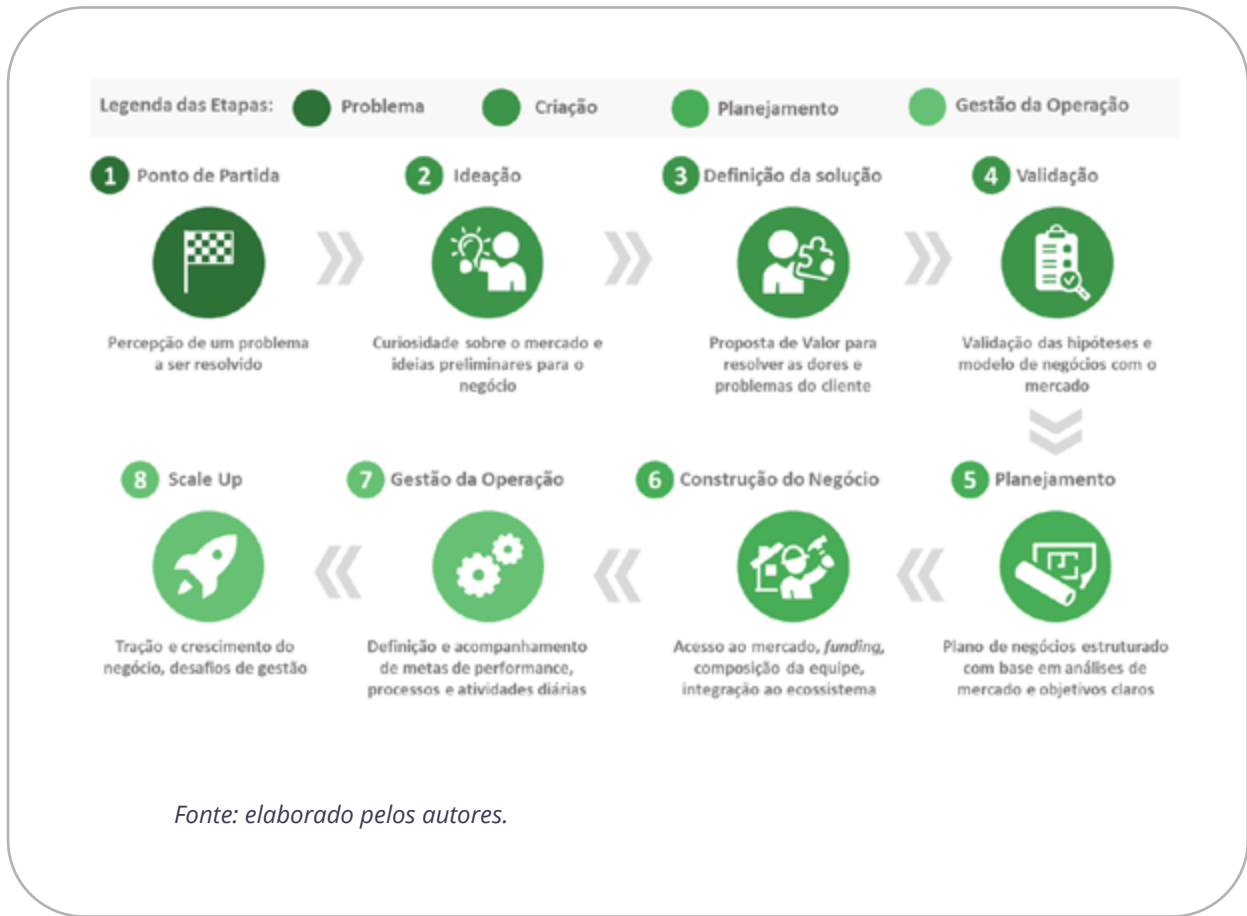 Legenda das Etapas: Problema Criação Planejamento Gestão da Operação
1 Ponto de Partida
Percepção de um problema
a ser resolvido
2 Ideação
Curiosidade sobre o mercado e
ideias preliminares para o
negócio
3 Definição da solução
Proposta de Valor para
resolver as dores e
problemas do cliente
4 Validação
Validação das hipóteses e
modelo de negócios com o
mercado
5 Planejamento
Plano de negócios estruturado
com base em análises de
mercado e objetivos claros
6 Construção do Negócio
Acesso ao mercado, funding,
composição da equipe,
integração ao ecossistema
7 Gestão da Operação
Definição e acompanhamento
de metas de performance,
processos e atividades diárias
8 Scale Up
Tração e crescimento do
negócio, desafios de gestão
Fonte: elaborado pelos autores.